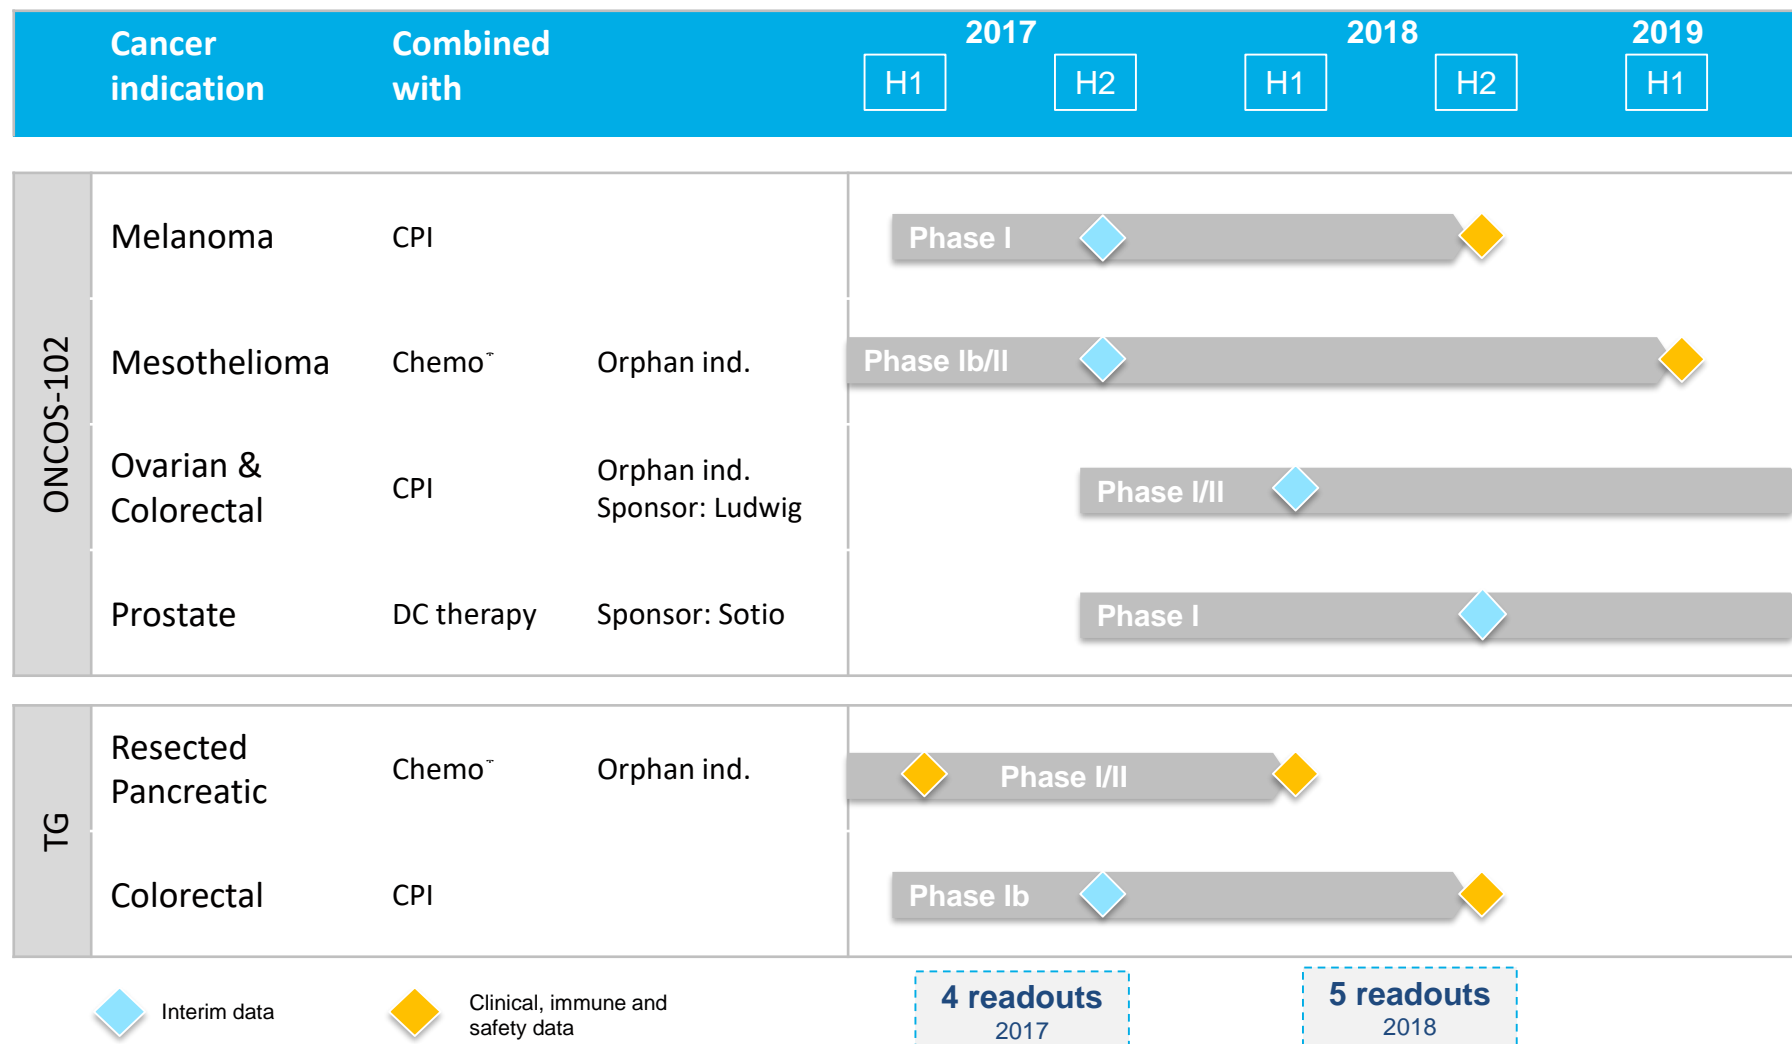 Cancer
indication
Combined
with
2017
2018
2019
H1
H2
H1
H2
H1
ONCOS-102
Melanoma
CPI
Phase I
Mesothelioma
Chemo*
Orphan ind.
Phase Ib/II
Ovarian &
Colorectal
CPI
Orphan ind.
Sponsor: Ludwig
Phase I/II
Prostate
DC therapy
Sponsor: Sotio
Phase I
TG
Resected
Pancreatic
Chemo*
Orphan ind.
Phase I/II
Colorectal
CPI
Phase Ib
Interim data
Clinical, immune and
safety data
4 readouts
2017
5 readouts
2018